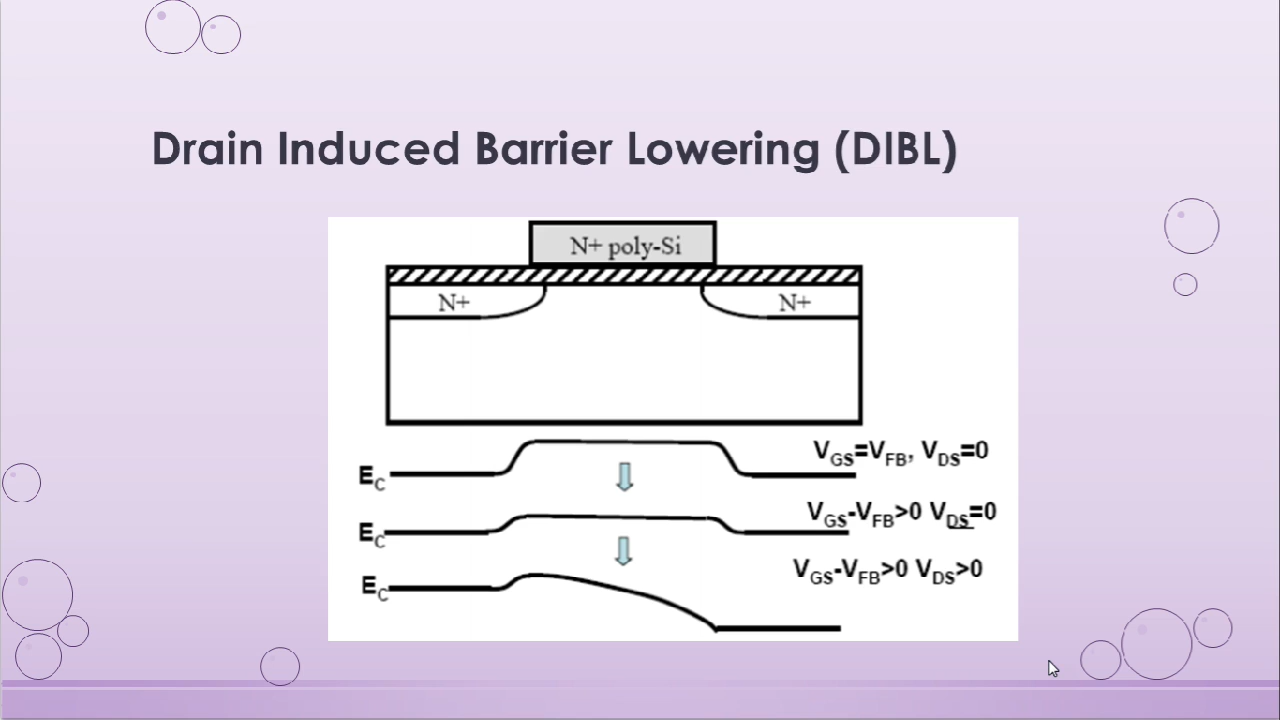 Drain Induced Barrier Lowering (DIBL)
N+ poly-Si
N+ N+
V_GS=V_FB, V_DS=0
E_C
V_GS-V_FB>0 V_DS=0
E_C
V_GS-V_FB>0 V_DS>0
E_C